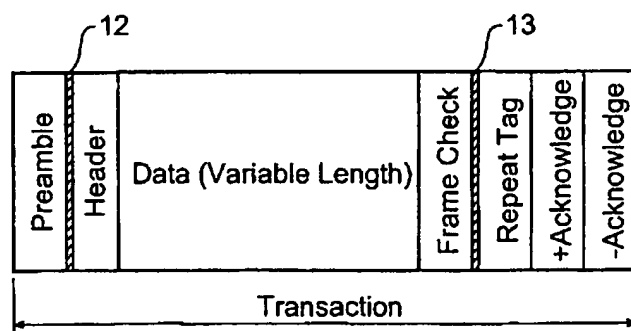 12
13
Preamble
Header
Data (Variable Length)
Frame Check
Repeat Tag
+Acknowledge
-Acknowledge
Transaction